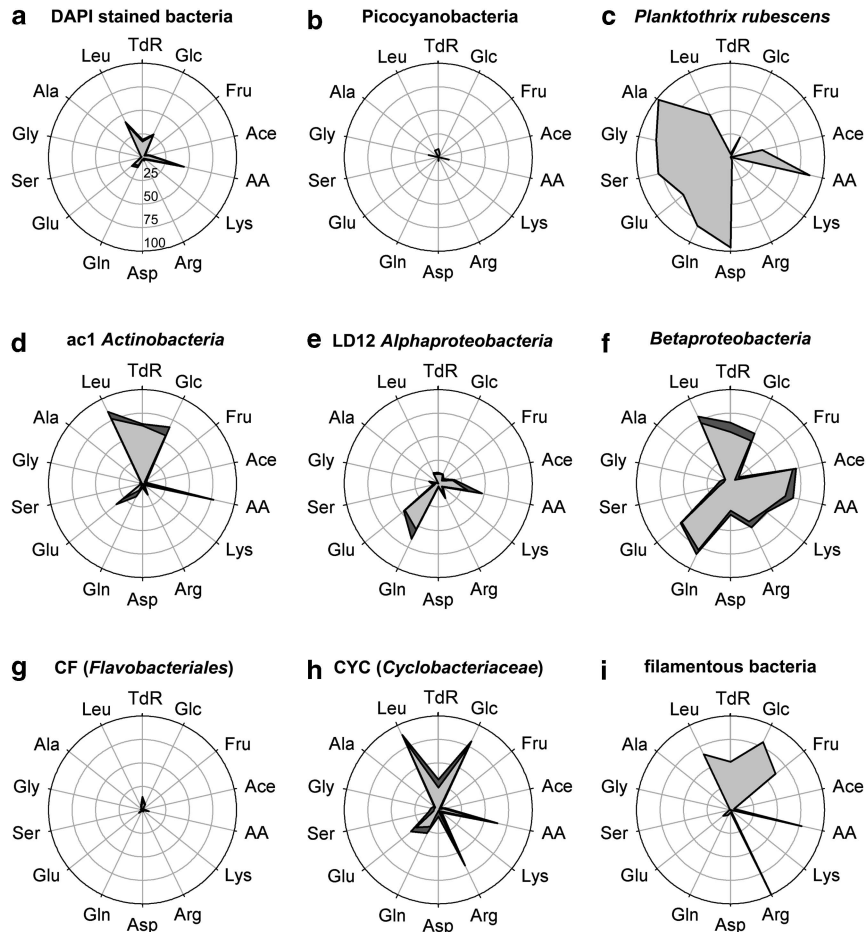 a DAPI stained bacteria
TdR
Leu Glc
Ala Fru
Gly Ace
Ser AA
Glu Lys
Gln Arg
Asp
25
50
75
100
b Picocyanobacteria
TdR
Leu Glc
Ala Fru
Gly Ace
Ser AA
Glu Lys
Gln Arg
Asp
c Planktothrix rubescens
TdR
Leu Glc
Ala Fru
Gly Ace
Ser AA
Glu Lys
Gln Arg
Asp
d ac1 Actinobacteria
TdR
Leu Glc
Ala Fru
Gly Ace
Ser AA
Glu Lys
Gln Arg
Asp
e LD12 Alphaproteobacteria
TdR
Leu Glc
Ala Fru
Gly Ace
Ser AA
Glu Lys
Gln Arg
Asp
f Betaproteobacteria
TdR
Leu Glc
Ala Fru
Gly Ace
Ser AA
Glu Lys
Gln Arg
Asp
g CF (Flavobacteriales)
TdR
Leu Glc
Ala Fru
Gly Ace
Ser AA
Glu Lys
Gln Arg
Asp
h CYC (Cyclobacteriaceae)
TdR
Leu Glc
Ala Fru
Gly Ace
Ser AA
Glu Lys
Gln Arg
Asp
i filamentous bacteria
TdR
Leu Glc
Ala Fru
Gly Ace
Ser AA
Glu Lys
Gln Arg
Asp